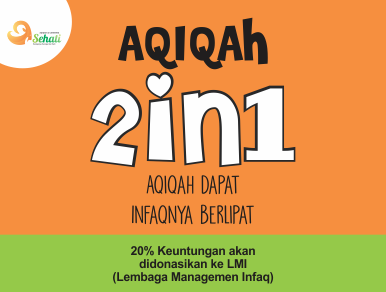 Sehati
AQIQAh
2in1
AQIQAH DAPAT
INFAQNYA BERLIPAT
20% Keuntungan akan
didonasikan ke LMI
(Lembaga Managemen Infaq)